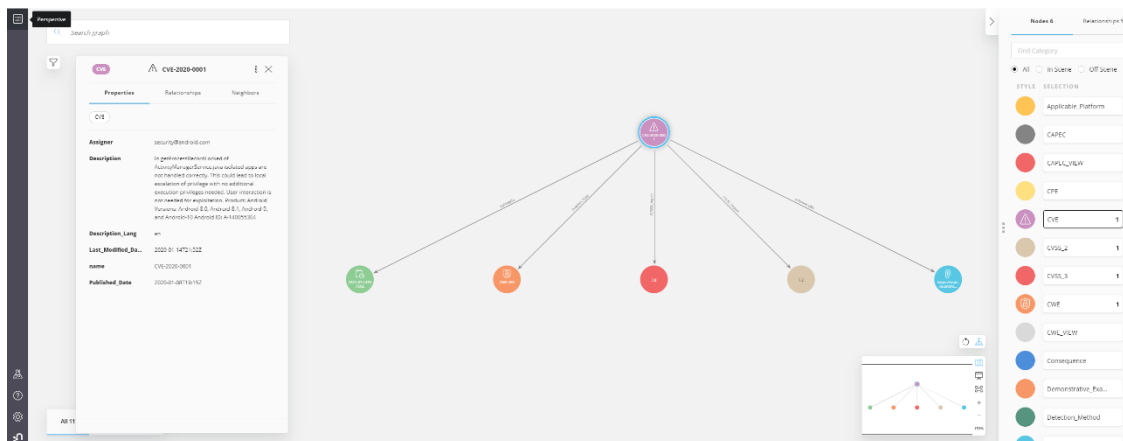 Perspective
Search graph
CVE
CVE-2020-0001
Properties
Relationships
Neighbors
CVE
Assigner
security@android.com
Description
In getProcessRecordLocked of
ActivityManagerService.java isolated apps are
not handled correctly. This could lead to local
escalation of privilege with no additional
execution privileges needed. User interaction is
not needed for exploitation. Product: Android
Versions: Android-8.0, Android-8.1, Android-9,
and Android-10 Android ID: A-140055304
Description_Lang
en
Last_Modified_Da...
2020-01-14T21:52Z
name
CVE-2020-0001
Published_Date
2020-01-08T19:15Z
All 11
Nodes 6
Relationships 5
Find Category
All
In Scene
Off Scene
STYLE
SELECTION
Applicable_Platform
CAPEC
CAPEC_VIEW
CPE
CVE
1
CVSS_2
1
CVSS_3
1
CWE
1
CWE_VIEW
Consequence
Demonstrative_Exa...
Detection_Method